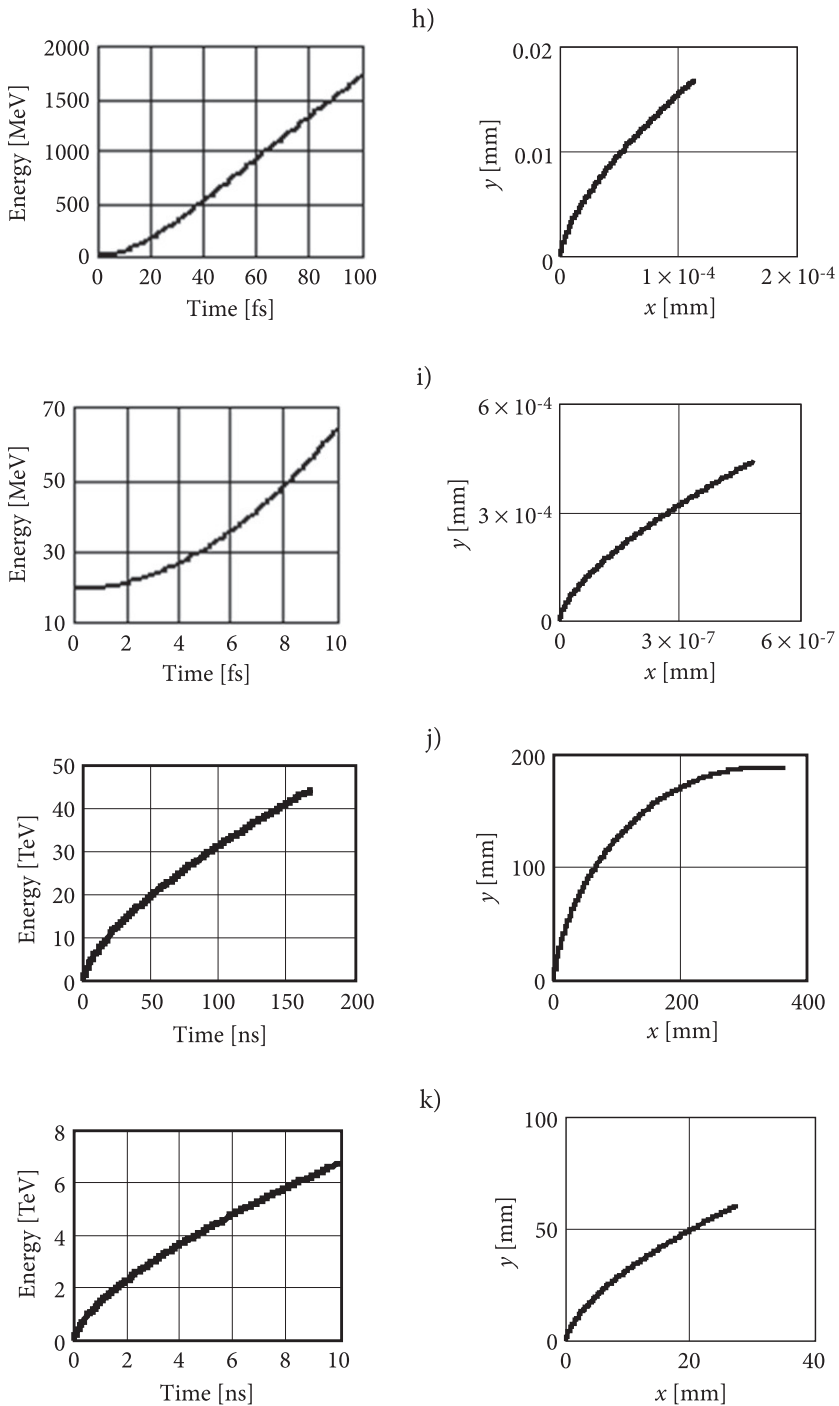 h)
2000
1500
1000
500
0
Energy [MeV]
0 20 40 60 80 100
Time [fs]
0.02
0.01
0
y [mm]
0 1 × 10⁻⁴ 2 × 10⁻⁴
x [mm]
i)
70
50
30
10
Energy [MeV]
0 2 4 6 8 10
Time [fs]
6 × 10⁻⁴
3 × 10⁻⁴
0
y [mm]
0 3 × 10⁻⁷ 6 × 10⁻⁷
x [mm]
j)
50
40
30
20
10
0
Energy [TeV]
0 50 100 150 200
Time [ns]
200
100
0
y [mm]
0 200 400
x [mm]
k)
8
6
4
2
0
Energy [TeV]
0 2 4 6 8 10
Time [ns]
100
50
0
y [mm]
0 20 40
x [mm]